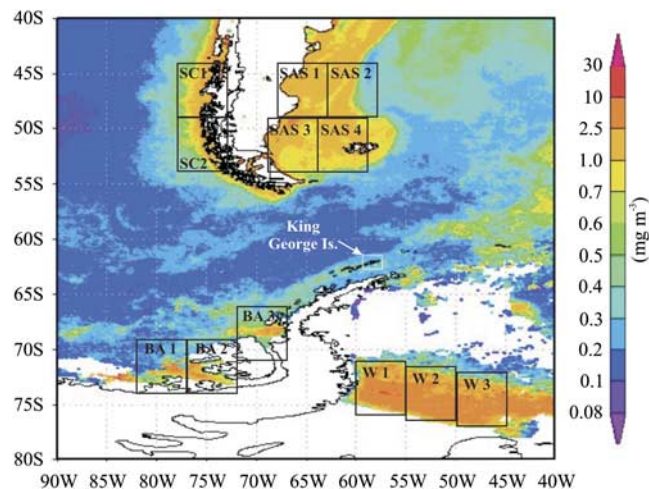 40S
45S
50S
55S
60S
65S
70S
75S
80S
90W 85W 80W 75W 70W 65W 60W 55W 50W 45W 40W
SC1
SC2
SAS 1
SAS 2
SAS 3
SAS 4
King
George Is.
BA 3
BA 1
BA 2
W 1
W 2
W 3
30
10
2.5
1.0
0.7
0.6
0.5
0.4
0.3
0.2
0.1
0.08
(mg m⁻³)